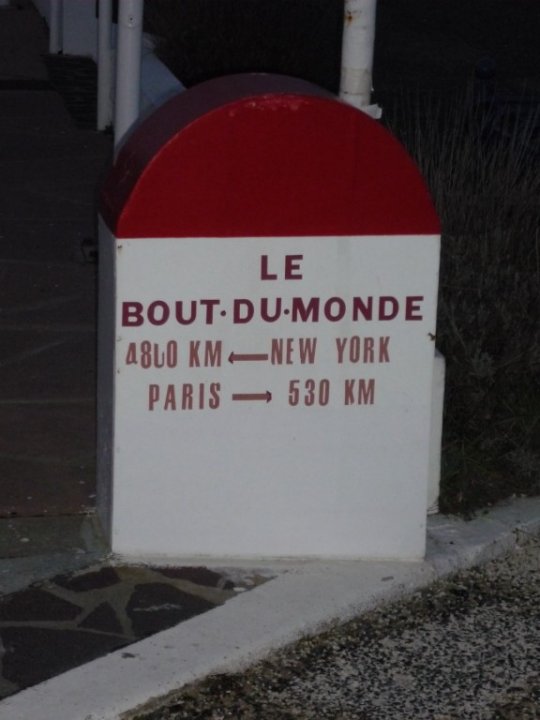 LE
BOUT·DU·MONDE
4800 KM ← NEW YORK
PARIS → 530 KM